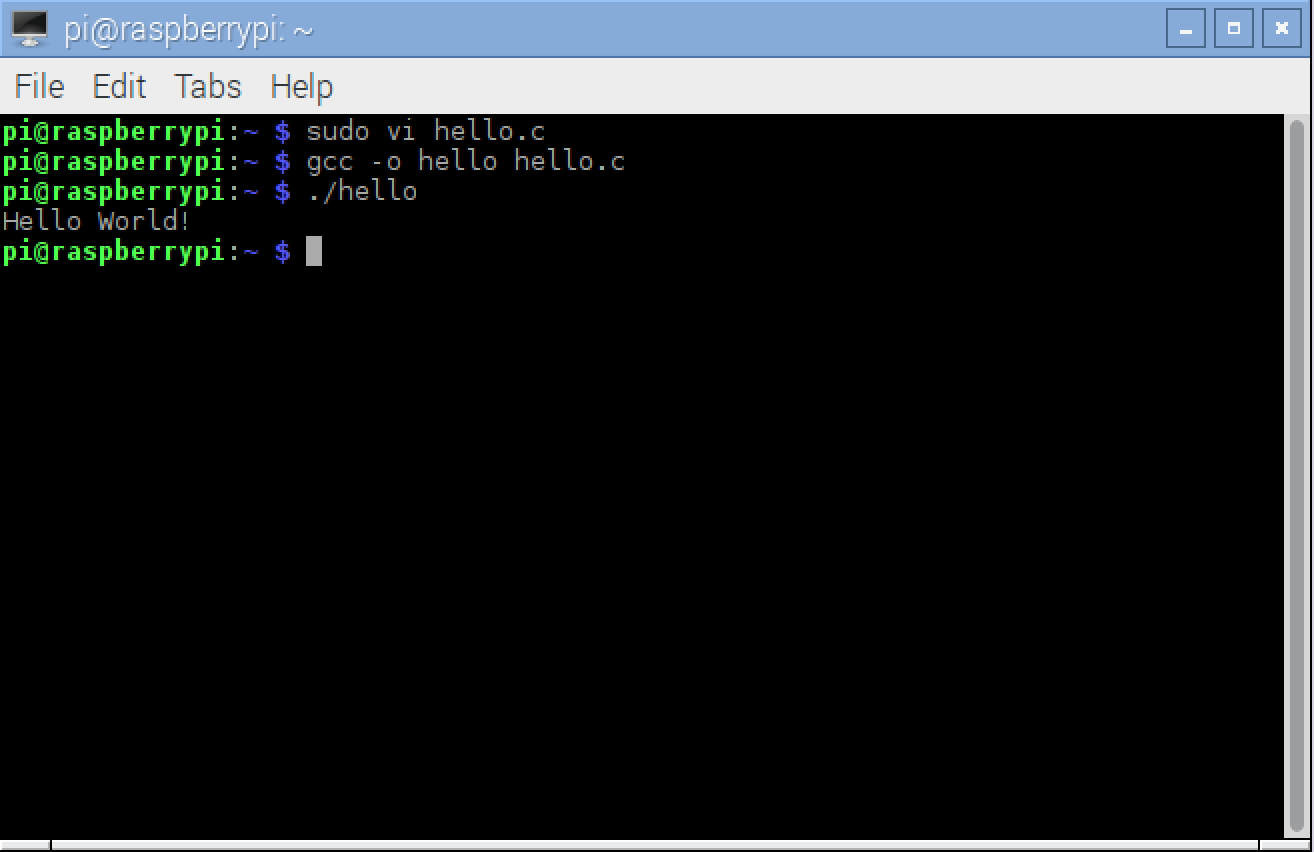 pi@raspberrypi: ~
File Edit Tabs Help
pi@raspberrypi:~ $ sudo vi hello.c
pi@raspberrypi:~ $ gcc -o hello hello.c
pi@raspberrypi:~ $ ./hello
Hello World!
pi@raspberrypi:~ $